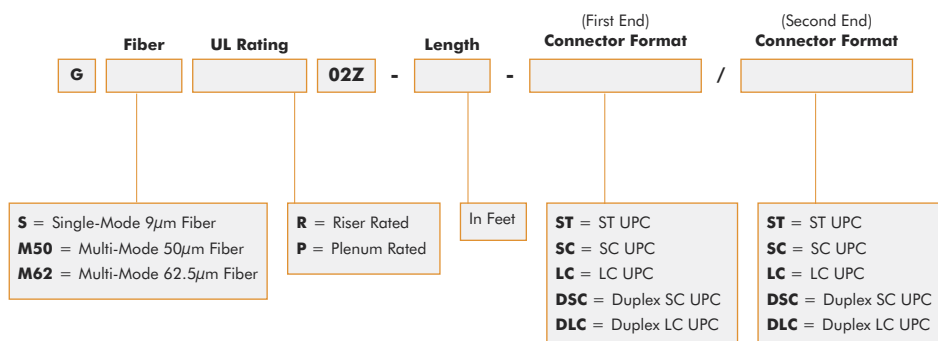 (First End)
(Second End)
Fiber
UL Rating
Length
Connector Format
Connector Format
G
02Z
-
-
/
S = Single-Mode 9µm Fiber
M50 = Multi-Mode 50µm Fiber
M62 = Multi-Mode 62.5µm Fiber
R = Riser Rated
P = Plenum Rated
In Feet
ST = ST UPC
SC = SC UPC
LC = LC UPC
DSC = Duplex SC UPC
DLC = Duplex LC UPC
ST = ST UPC
SC = SC UPC
LC = LC UPC
DSC = Duplex SC UPC
DLC = Duplex LC UPC